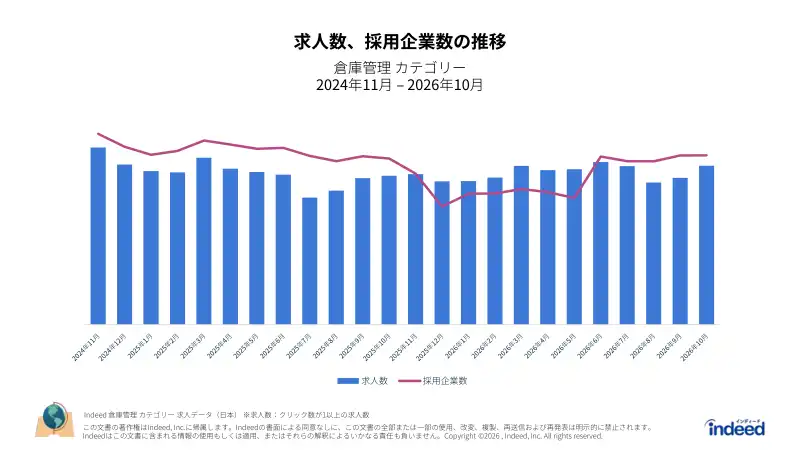 求人数、採用企業数の推移
倉庫管理 カテゴリー
2024年11月 – 2026年10月
2024年11月
2024年12月
2025年1月
2025年2月
2025年3月
2025年4月
2025年5月
2025年6月
2025年7月
2025年8月
2025年9月
2025年10月
2025年11月
2025年12月
2026年1月
2026年2月
2026年3月
2026年4月
2026年5月
2026年6月
2026年7月
2026年8月
2026年9月
2026年10月
求人数
採用企業数
Indeed 倉庫管理 カテゴリー 求人データ（日本） ※求人数：クリック数が1以上の求人数
この文書の著作権はIndeed, Inc.に帰属します。Indeedの書面による同意なしに、この文書の全部または一部の使用、改変、複製、再送信および再発表は明示的に禁止されます。
Indeedはこの文書に含まれる情報の使用もしくは適用、またはそれらの解釈によるいかなる責任も負いません。Copyright ©2026 , Indeed, Inc. All rights reserved.
インディード
indeed